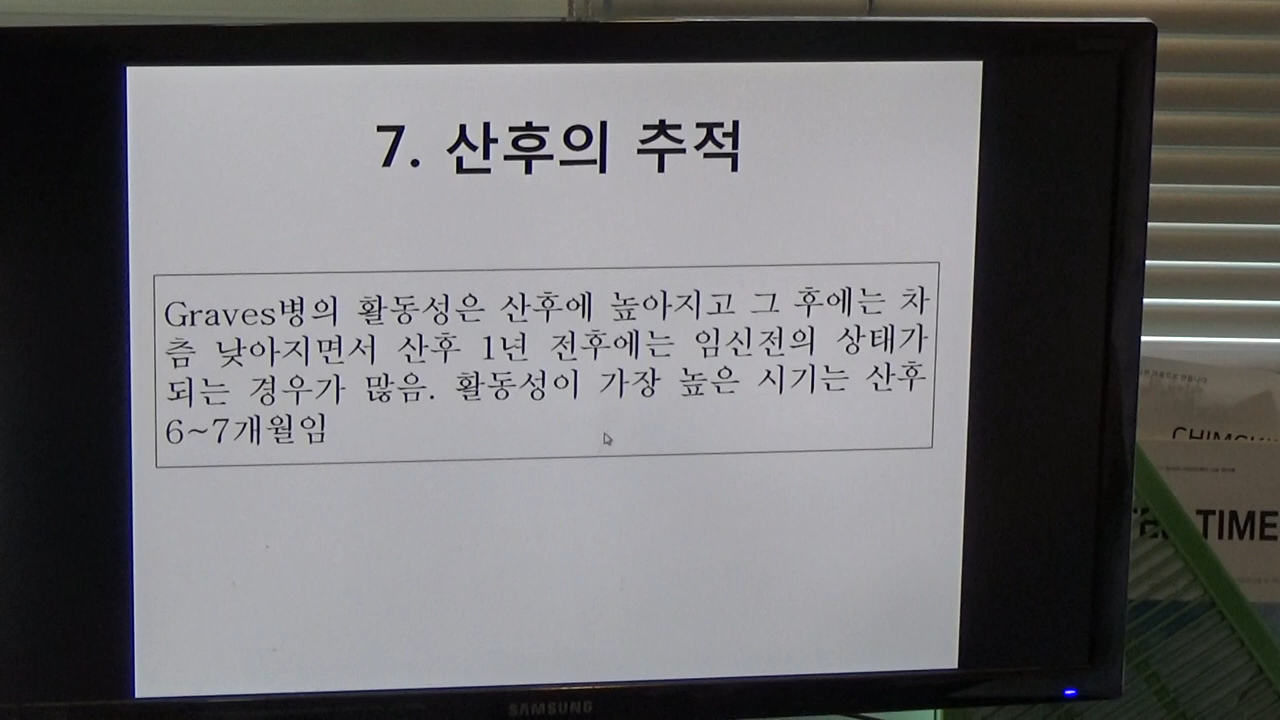 7. 산후의 추적
Graves병의 활동성은 산후에 높아지고 그 후에는 차
츰 낮아지면서 산후 1년 전후에는 임신전의 상태가
되는 경우가 많음. 활동성이 가장 높은 시기는 산후
6~7개월임
SAMSUNG
TIME